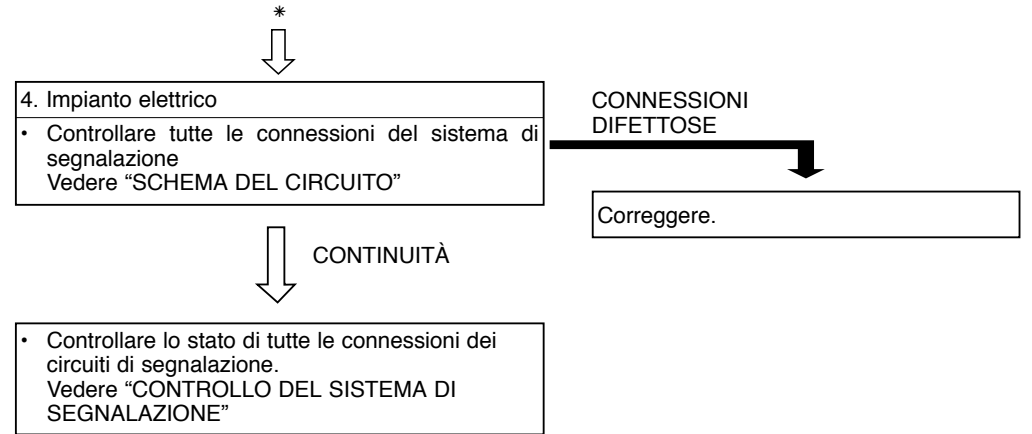 *
4. Impianto elettrico
• Controllare tutte le connessioni del sistema di
segnalazione
Vedere “SCHEMA DEL CIRCUITO”
CONNESSIONI
DIFETTOSE
Correggere.
CONTINUITÀ
• Controllare lo stato di tutte le connessioni dei
circuiti di segnalazione.
Vedere “CONTROLLO DEL SISTEMA DI
SEGNALAZIONE”